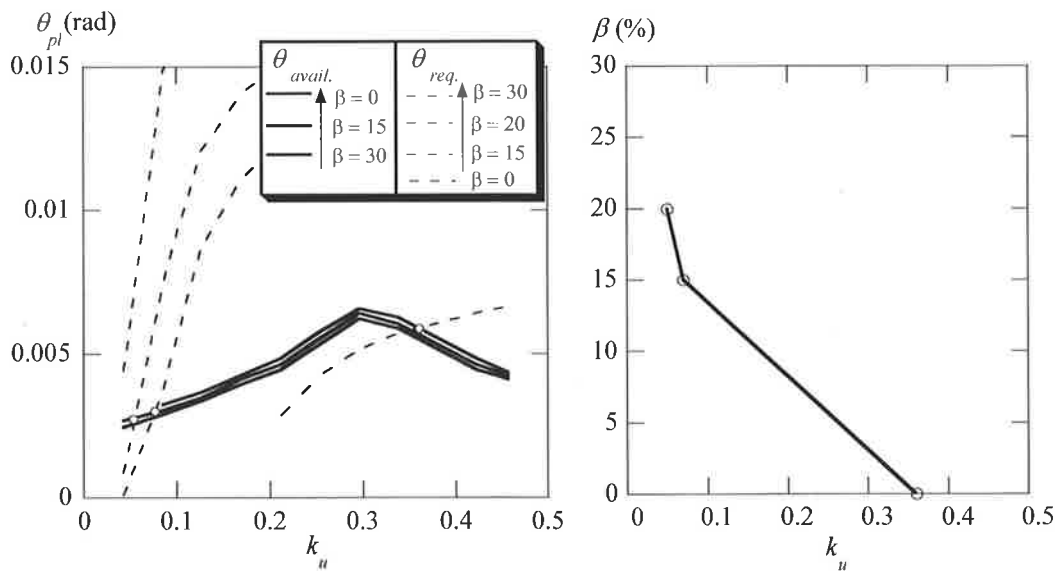 θpl (rad)
0.015
0.01
0.005
0
0 0.1 0.2 0.3 0.4 0.5
ku
θavail.
β = 0
β = 15
β = 30
θreq.
β = 30
β = 20
β = 15
β = 0
β (%)
30
25
20
15
10
5
0
0 0.1 0.2 0.3 0.4 0.5
ku